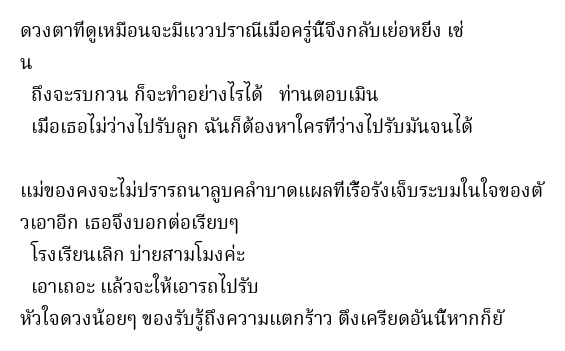 ดวงตาที่ดูเหมือนจะมีแววปราณีเมื่อครู่นี้จึงกลับเย่อหยิ่ง เช่
น
ถึงจะรบกวน ก็จะทำอย่างไรได้ ท่านตอบเมิน
เมื่อเธอไม่ว่างไปรับลูก ฉันก็ต้องหาใครที่ว่างไปรับมันจนได้
แม่ของคงจะไม่ปรารถนาลูบคลำบาดแผลที่เรื้อรังเจ็บระบมในใจของตั
วเอาอีก เธอจึงบอกต่อเรียบๆ
โรงเรียนเลิก บ่ายสามโมงค่ะ
เอาเถอะ แล้วจะให้เอารถไปรับ
หัวใจดวงน้อยๆ ของรับรู้ถึงความแตกร้าว ตึงเครียดอันนี้หากก็ยั